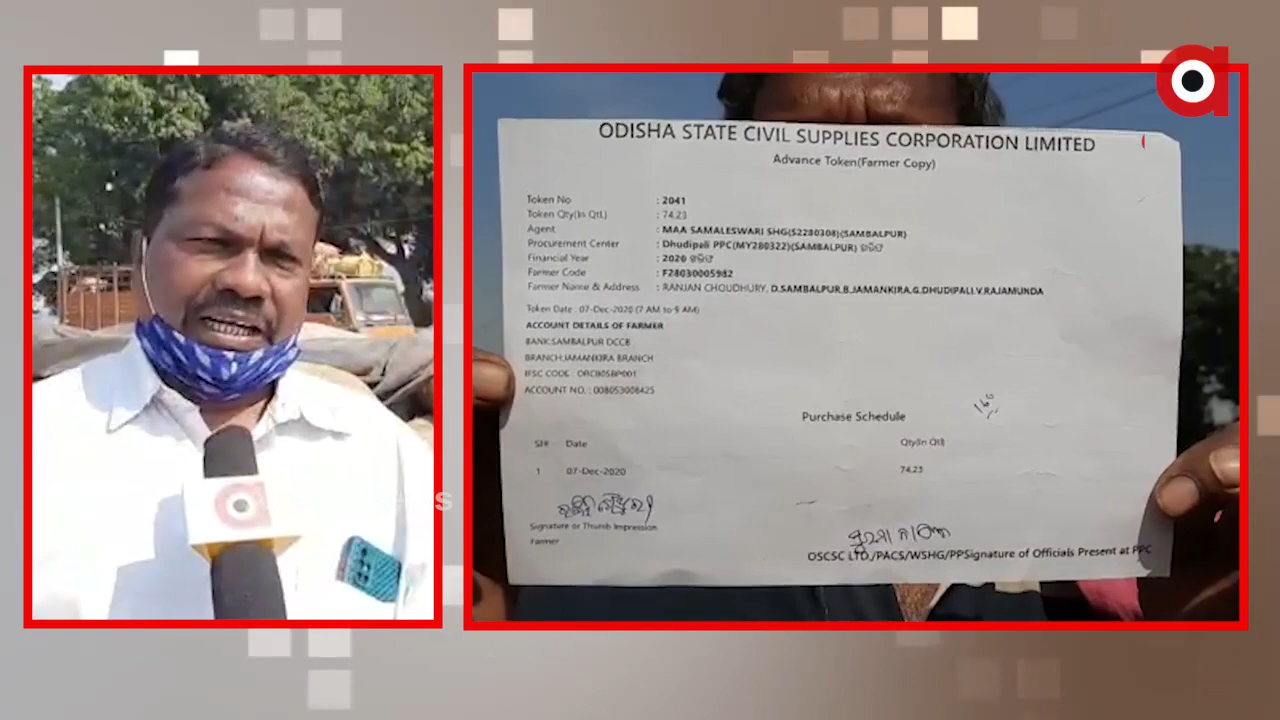 ODISHA STATE CIVIL SUPPLIES CORPORATION LIMITED
Advance Token(Farmer Copy)
Token No : 2041
Token Qty(In Qtl.) : 74.23
Agent : MAA SAMALESWARI SHG(S2280308)(SAMBALPUR)
Procurement Center : Dhudipali PPC(MY280322)(SAMBALPUR) ଖରିଫ
Financial Year : 2020 ଖରିଫ
Farmer Code : F28030005982
Farmer Name & Address : RANJAN CHOUDHURY, D.SAMBALPUR.B.JAMANKIRA.G.DHUDIPALI.V.RAJAMUNDA
Token Date : 07-Dec-2020 (7 AM to 9 AM)
ACCOUNT DETAILS OF FARMER
BANK:SAMBALPUR DCCB
BRANCH:JAMANKIRA BRANCH
IFSC CODE : ORCB0SBP001
ACCOUNT NO. : 008053008425
Purchase Schedule
Sl# Date Qty(In Qtl)
1 07-Dec-2020 74.23
Signature or Thumb Impression
Farmer
OSCSC LTD./PACS/WSHG/PPSignature of Officials Present at PPC